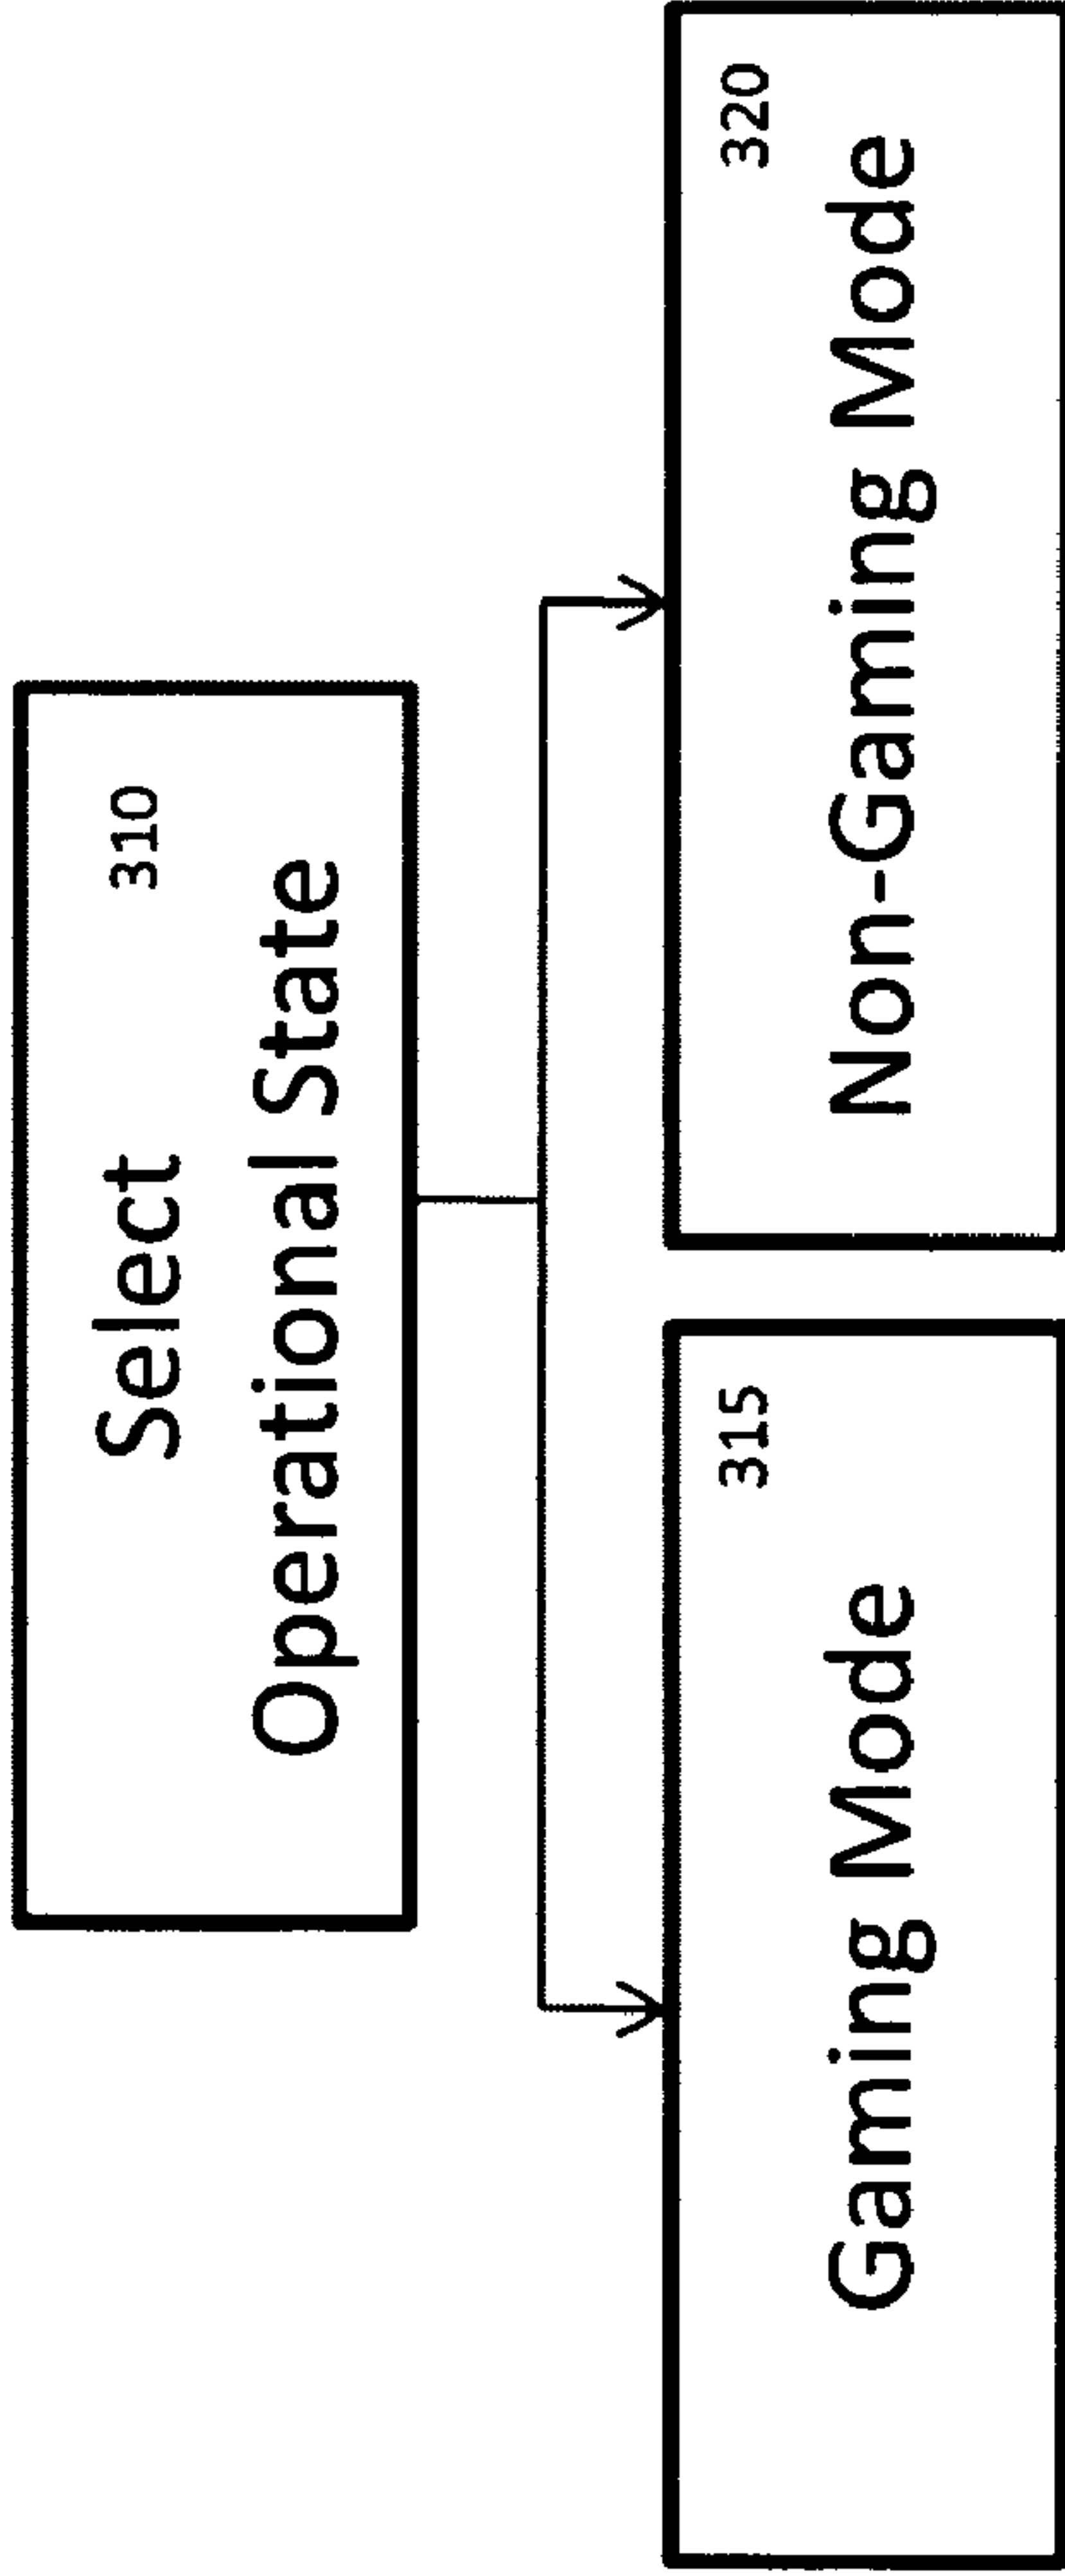 310
Select
Operational State
315
Gaming Mode
320
Non-Gaming Mode